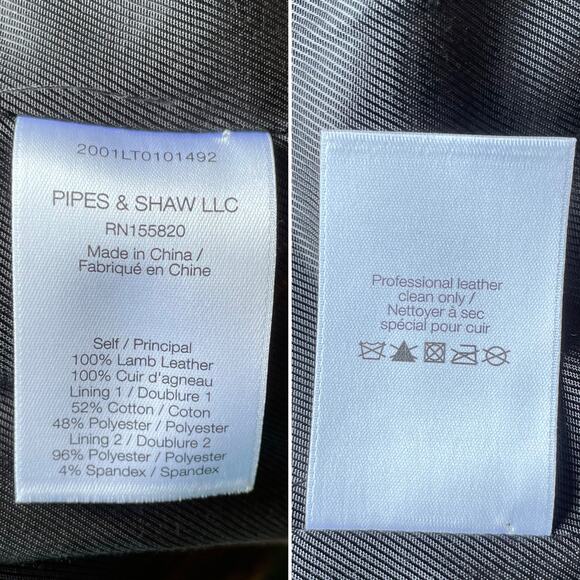 2001LT0101492
PIPES & SHAW LLC
RN155820
Made in China /
Fabriqué en Chine
Self / Principal
100% Lamb Leather
100% Cuir d'agneau
Lining 1 / Doublure 1
52% Cotton / Coton
48% Polyester / Polyester
Lining 2 / Doublure 2
96% Polyester / Polyester
4% Spandex / Spandex
Professional leather
clean only /
Nettoyer à sec
spécial pour cuir